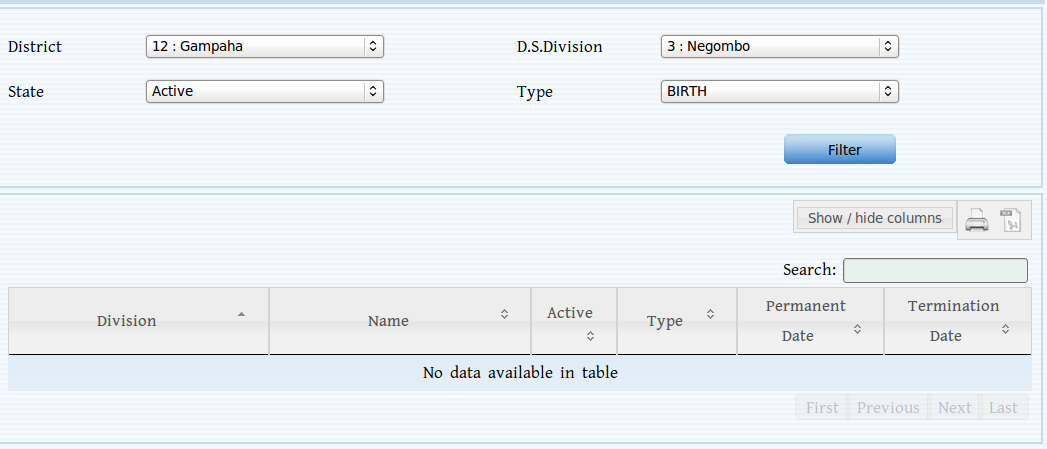 District 12 : Gampaha D.S.Division 3 : Negombo
State Active Type BIRTH
Filter
Show / hide columns
Search:
Division Name Active Type Permanent Date Termination Date
No data available in table
First Previous Next Last